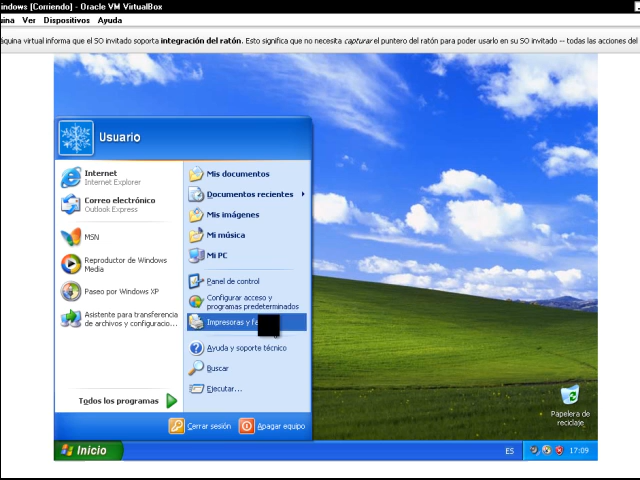 indows [Corriendo] - Oracle VM VirtualBox
uina Ver Dispositivos Ayuda
áquina virtual informa que el SO invitado soporta integración del ratón. Esto significa que no necesita capturar el puntero del ratón para poder usarlo en su SO invitado -- todas las acciones del
Usuario
Internet
Internet Explorer
Correo electrónico
Outlook Express
MSN
Reproductor de Windows
Media
Paseo por Windows XP
Asistente para transferencia
de archivos y configuracio...
Todos los programas
Mis documentos
Documentos recientes
Mis imágenes
Mi música
Mi PC
Panel de control
Configurar acceso y
programas predeterminados
Impresoras y
Ayuda y soporte técnico
Buscar
Ejecutar...
Cerrar sesión
Apagar equipo
Papelera de
reciclaje
Inicio
ES
17:09